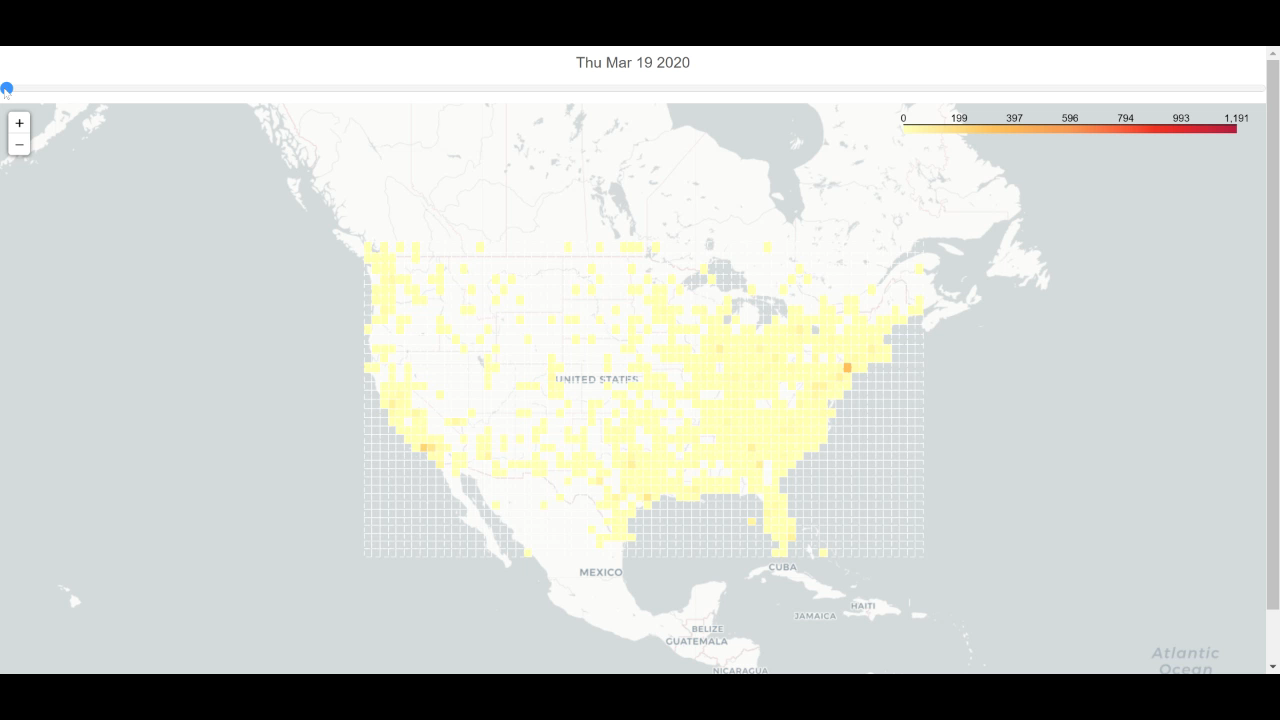 Thu Mar 19 2020
+
−
0 199 397 596 794 993 1,191
UNITED STATES
MEXICO
CUBA
HAITI
JAMAICA
BELIZE
GUATEMALA
NICARAGUA
Atlantic
Ocean